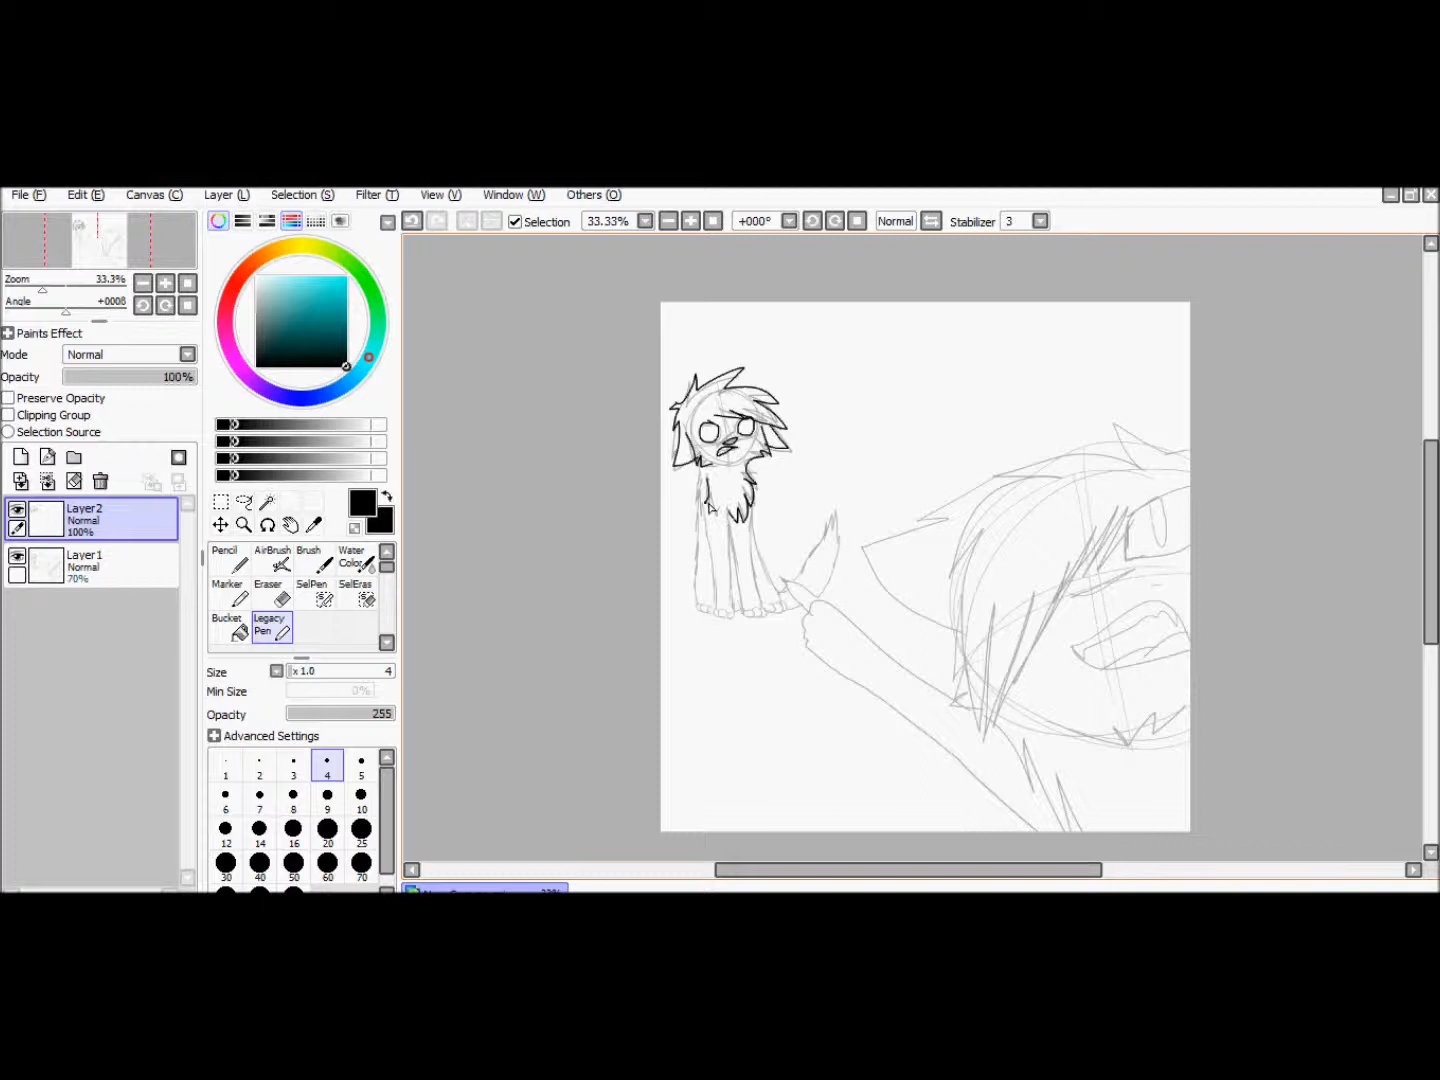 File (F) Edit (E) Canvas (C) Layer (L) Selection (S) Filter (T) View (V) Window (W) Others (O)
Selection 33.33% +000° Normal Stabilizer 3
Zoom 33.3%
Angle +0008
Paints Effect
Mode Normal
Opacity 100%
Preserve Opacity
Clipping Group
Selection Source
Layer2
Normal
100%
Layer1
Normal
70%
Pencil AirBrush Brush Water Color
Marker Eraser SelPen SelEras
Bucket Legacy Pen
Size x 1.0 4
Min Size 0%
Opacity 255
Advanced Settings
1 2 3 4 5
6 7 8 9 10
12 14 16 20 25
30 40 50 60 70